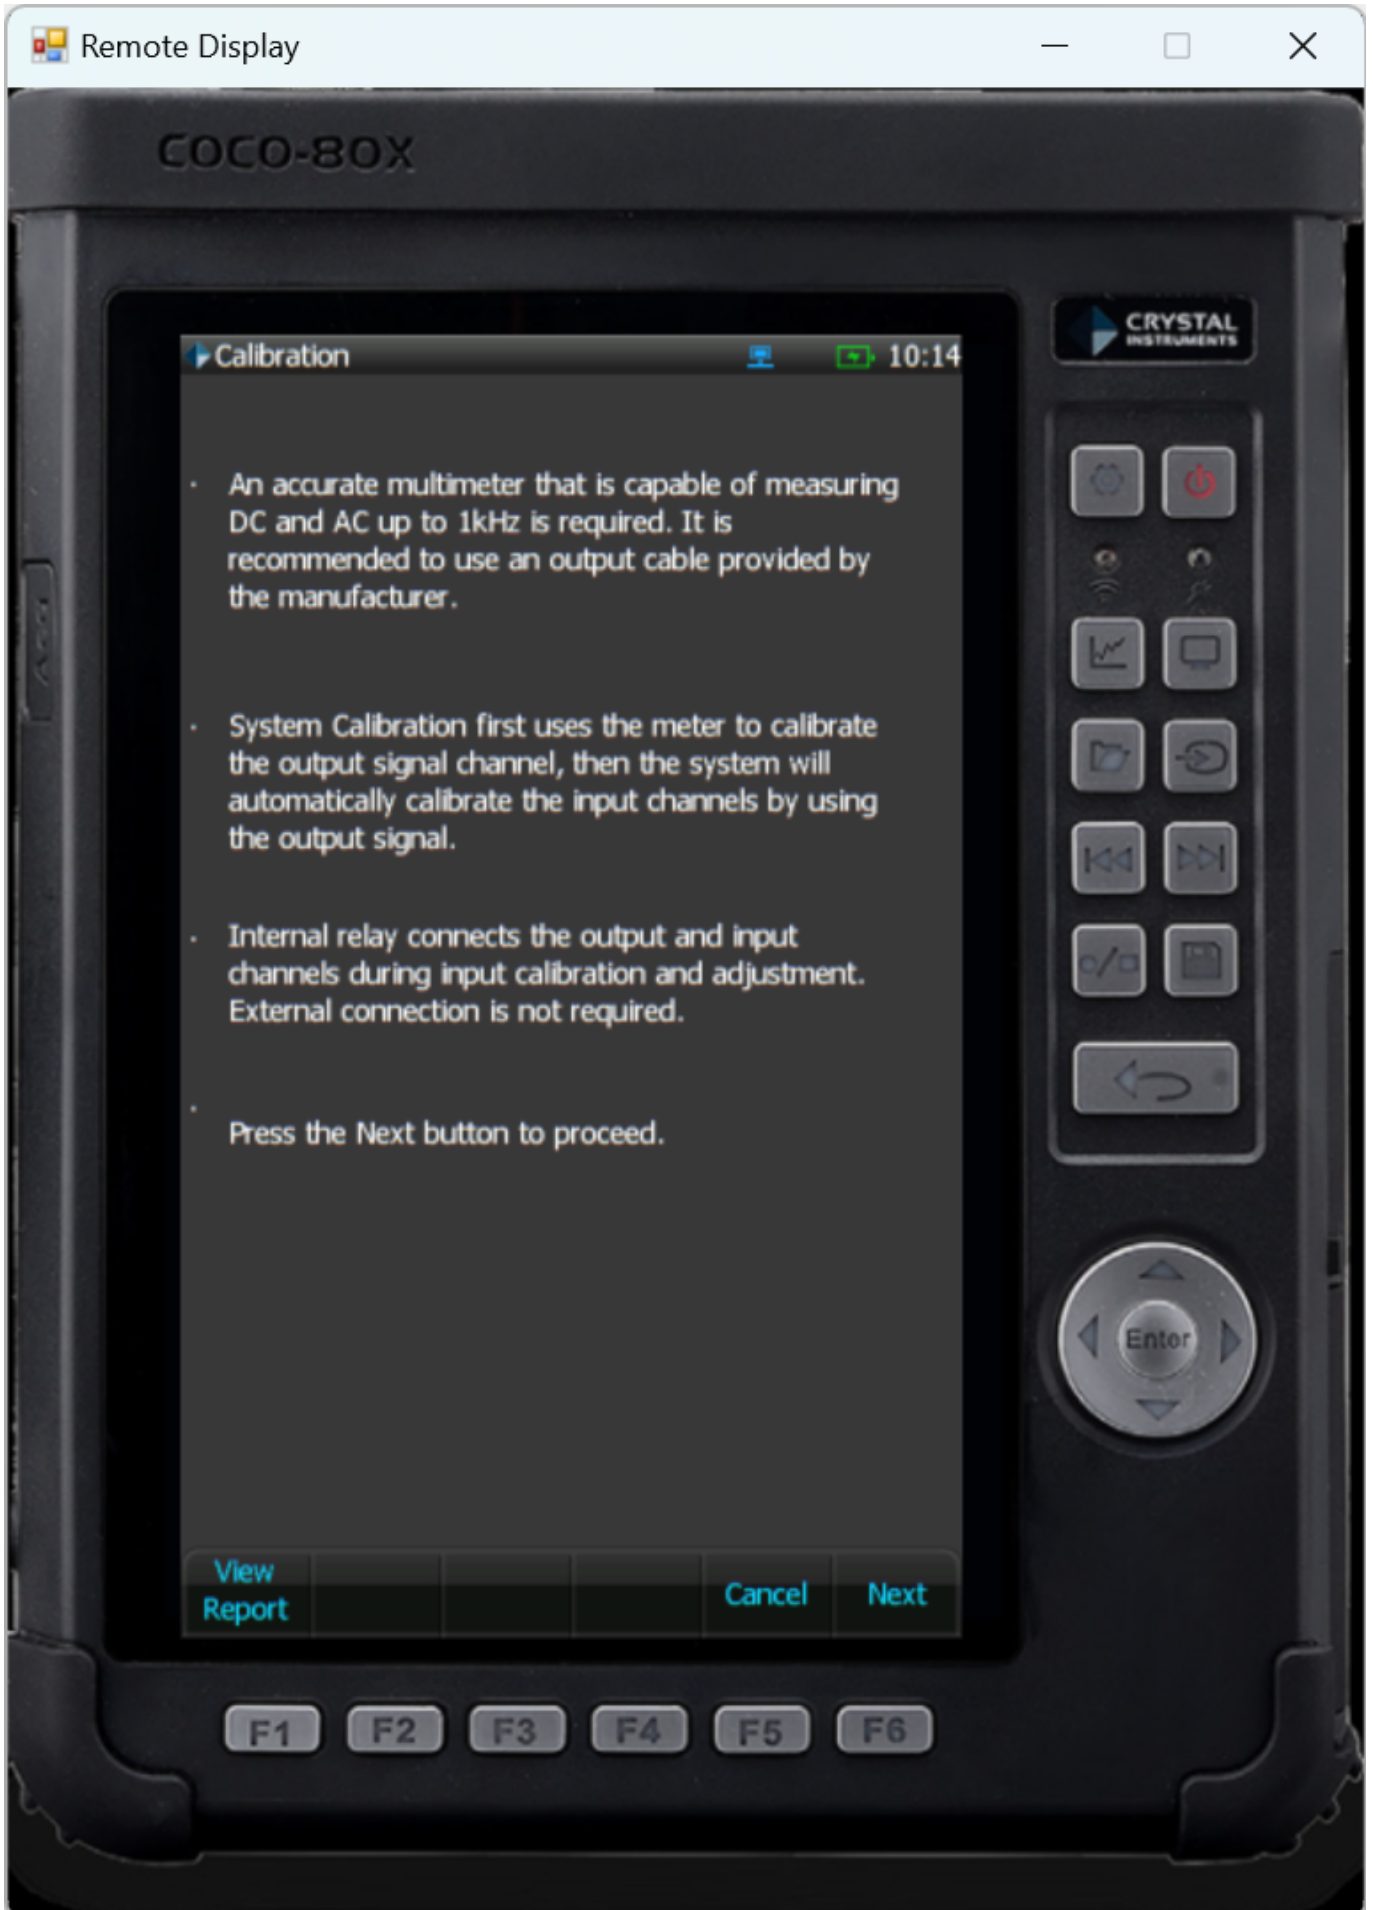 Remote Display
COCO-80X
CRYSTAL
INSTRUMENTS
Calibration 10:14
· An accurate multimeter that is capable of measuring
DC and AC up to 1kHz is required. It is
recommended to use an output cable provided by
the manufacturer.
· System Calibration first uses the meter to calibrate
the output signal channel, then the system will
automatically calibrate the input channels by using
the output signal.
· Internal relay connects the output and input
channels during input calibration and adjustment.
External connection is not required.
·
Press the Next button to proceed.
Enter
View
Report
Cancel Next
F1 F2 F3 F4 F5 F6